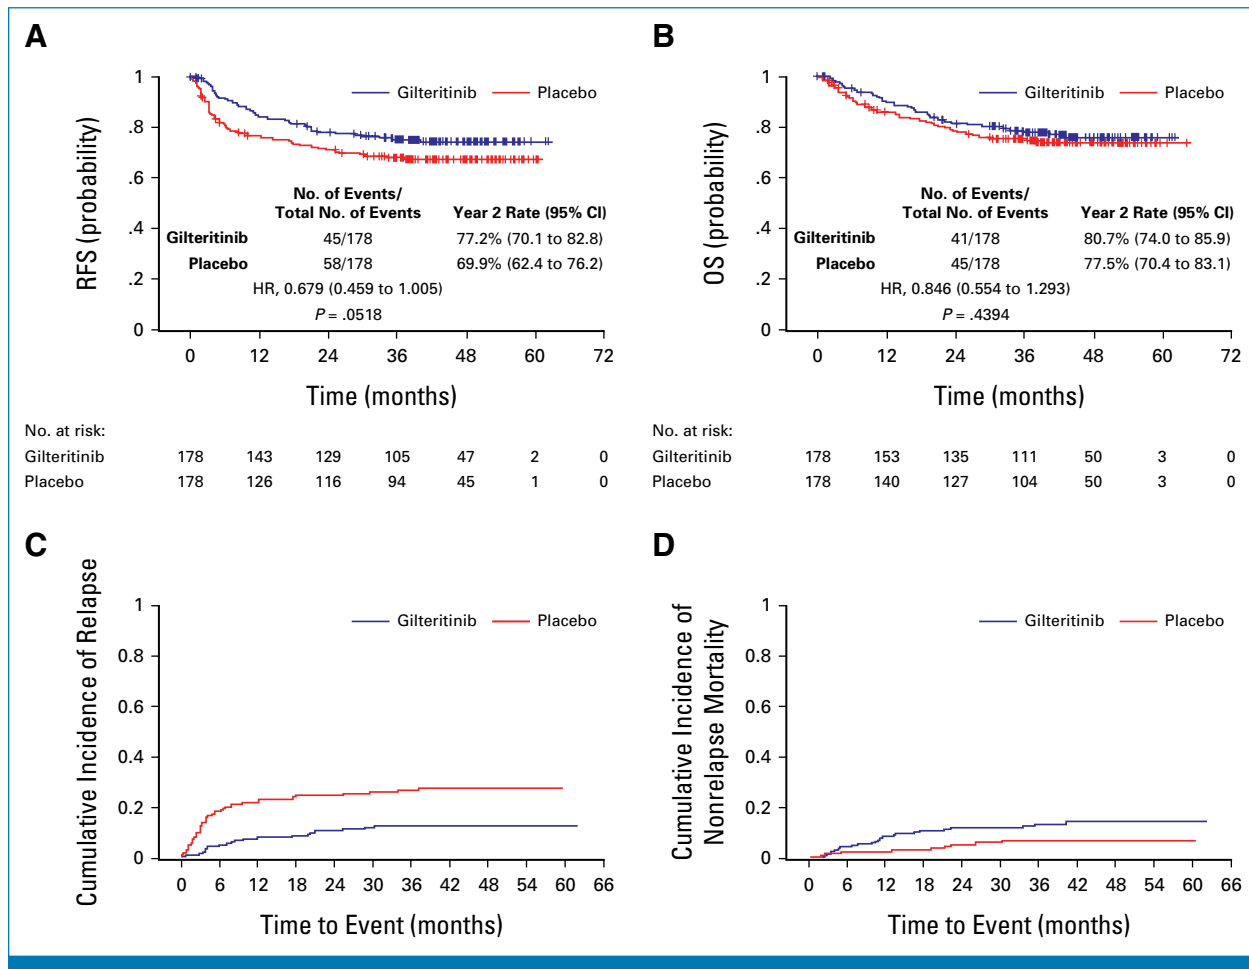 A
RFS (probability)
1
.8
.6
.4
.2
0
Gilteritinib Placebo
No. of Events/
Total No. of Events Year 2 Rate (95% CI)
Gilteritinib 45/178 77.2% (70.1 to 82.8)
Placebo 58/178 69.9% (62.4 to 76.2)
HR, 0.679 (0.459 to 1.005)
P = .0518
0 12 24 36 48 60 72
Time (months)
No. at risk:
Gilteritinib 178 143 129 105 47 2 0
Placebo 178 126 116 94 45 1 0
B
OS (probability)
1
.8
.6
.4
.2
0
Gilteritinib Placebo
No. of Events/
Total No. of Events Year 2 Rate (95% CI)
Gilteritinib 41/178 80.7% (74.0 to 85.9)
Placebo 45/178 77.5% (70.4 to 83.1)
HR, 0.846 (0.554 to 1.293)
P = .4394
0 12 24 36 48 60 72
Time (months)
No. at risk:
Gilteritinib 178 153 135 111 50 3 0
Placebo 178 140 127 104 50 3 0
C
Cumulative Incidence of Relapse
1
0.8
0.6
0.4
0.2
0
Gilteritinib Placebo
0 6 12 18 24 30 36 42 48 54 60 66
Time to Event (months)
D
Cumulative Incidence of
Nonrelapse Mortality
1
0.8
0.6
0.4
0.2
0
Gilteritinib Placebo
0 6 12 18 24 30 36 42 48 54 60 66
Time to Event (months)